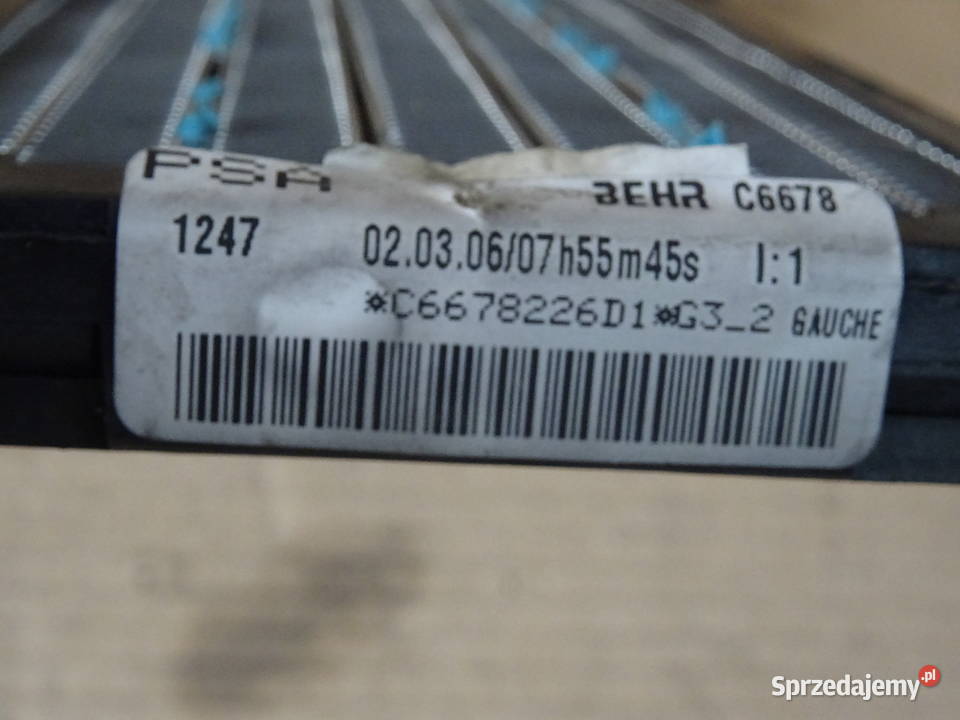 PSA BEHR C6678
1247 02.03.06/07h55m45s I:1
*C6678226D1*G3_2 GAUCHE
Sprzedajemy.pl